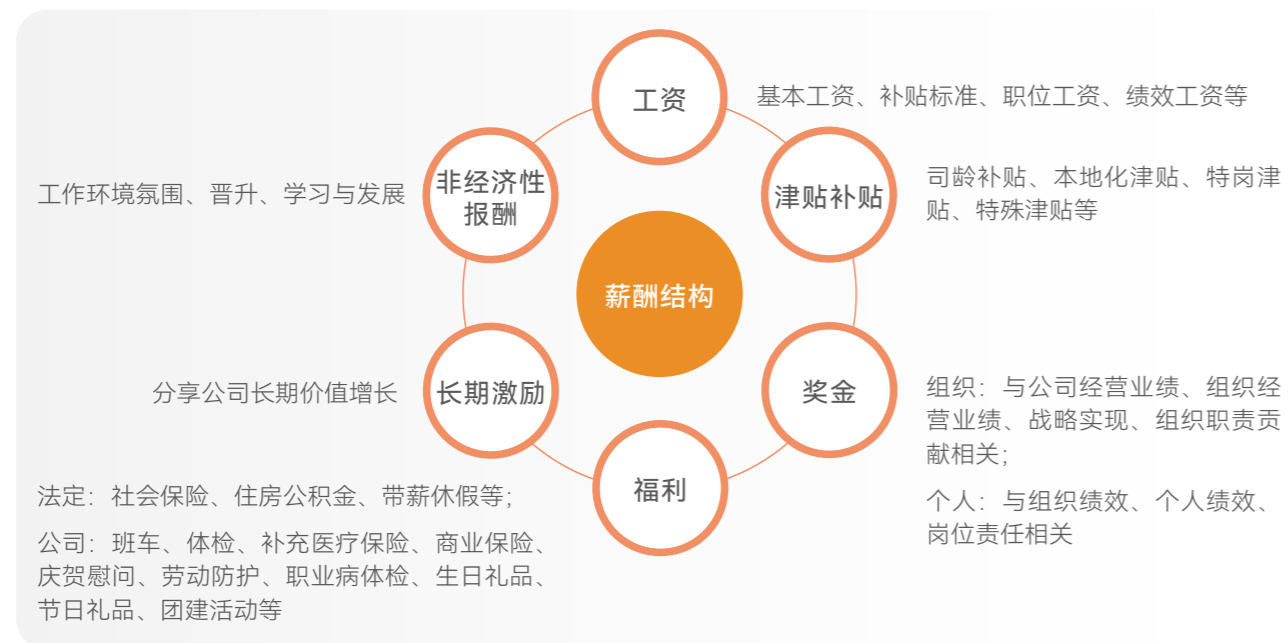 工资
基本工资、补贴标准、职位工资、绩效工资等
津贴补贴
司龄补贴、本地化津贴、特岗津
贴、特殊津贴等
奖金
组织：与公司经营业绩、组织经
营业绩、战略实现、组织职责贡
献相关；
个人：与组织绩效、个人绩效、
岗位责任相关
福利
法定：社会保险、住房公积金、带薪休假等；
公司：班车、体检、补充医疗保险、商业保险、
庆贺慰问、劳动防护、职业病体检、生日礼品、
节日礼品、团建活动等
长期激励
分享公司长期价值增长
非经济性
报酬
工作环境氛围、晋升、学习与发展
薪酬结构